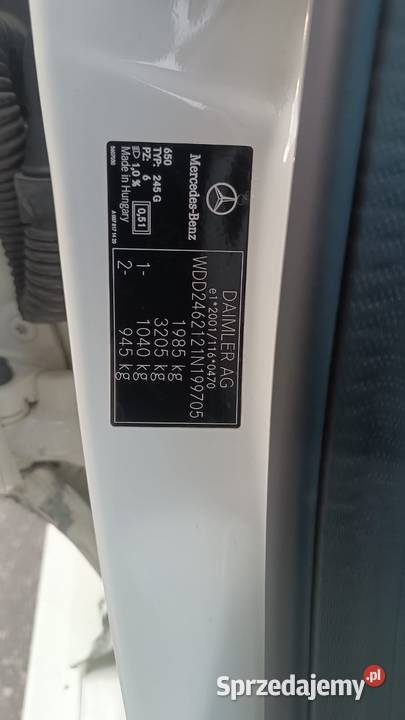 DAIMLER AG
e1*2001/116*0470
WDD2462121N199705
1985 kg
3205 kg
1- 1040 kg
2- 945 kg
Mercedes-Benz
650
TYP: 245 G
PZ: 6
1,0 % 0,51
Made in Hungary
Sprzedajemy.pl